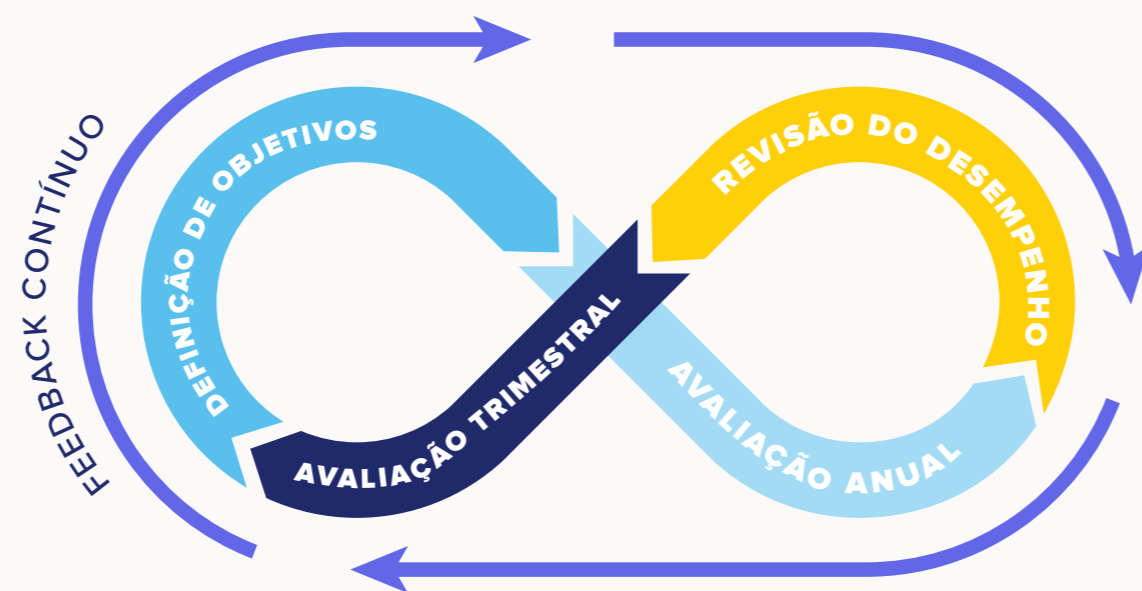 FEEDBACK CONTÍNUO
DEFINIÇÃO DE OBJETIVOS
REVISÃO DO DESEMPENHO
AVALIAÇÃO TRIMESTRAL
AVALIAÇÃO ANUAL